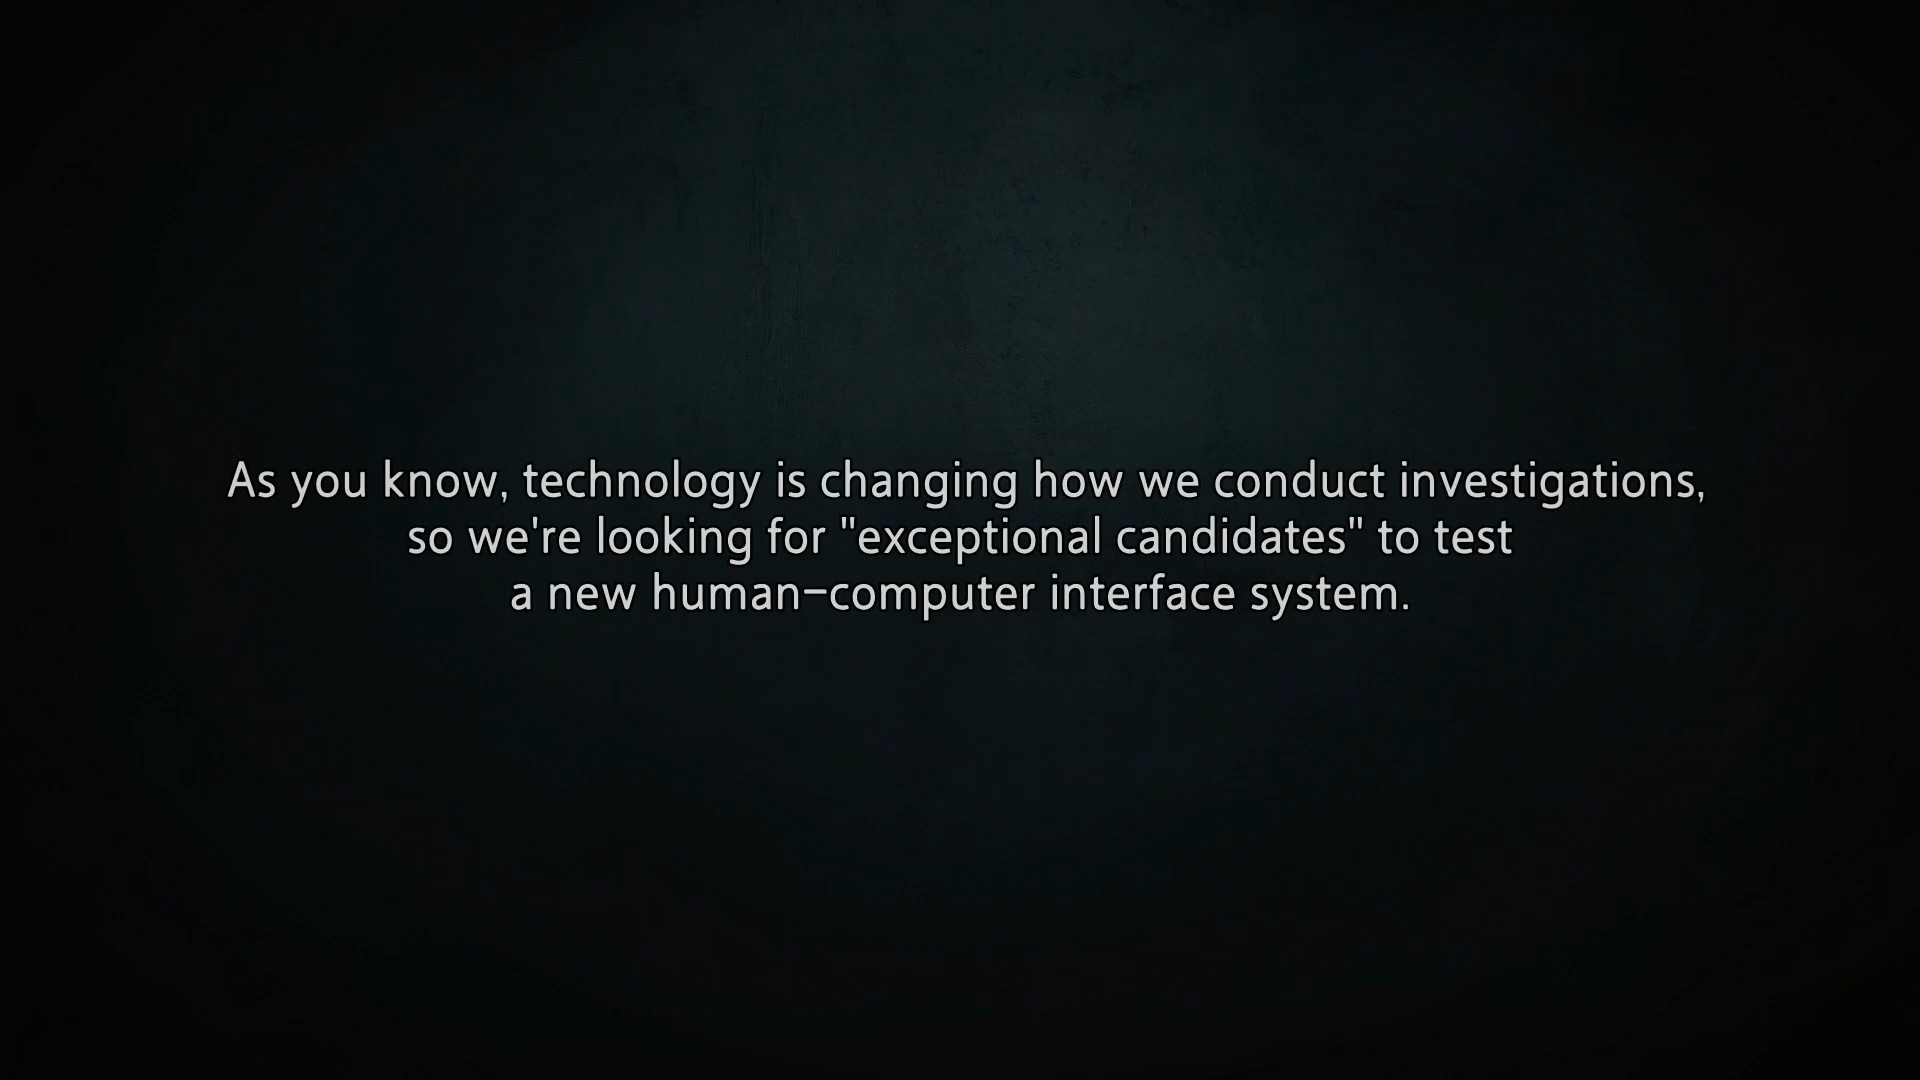 As you know, technology is changing how we conduct investigations,
so we're looking for "exceptional candidates" to test
a new human-computer interface system.